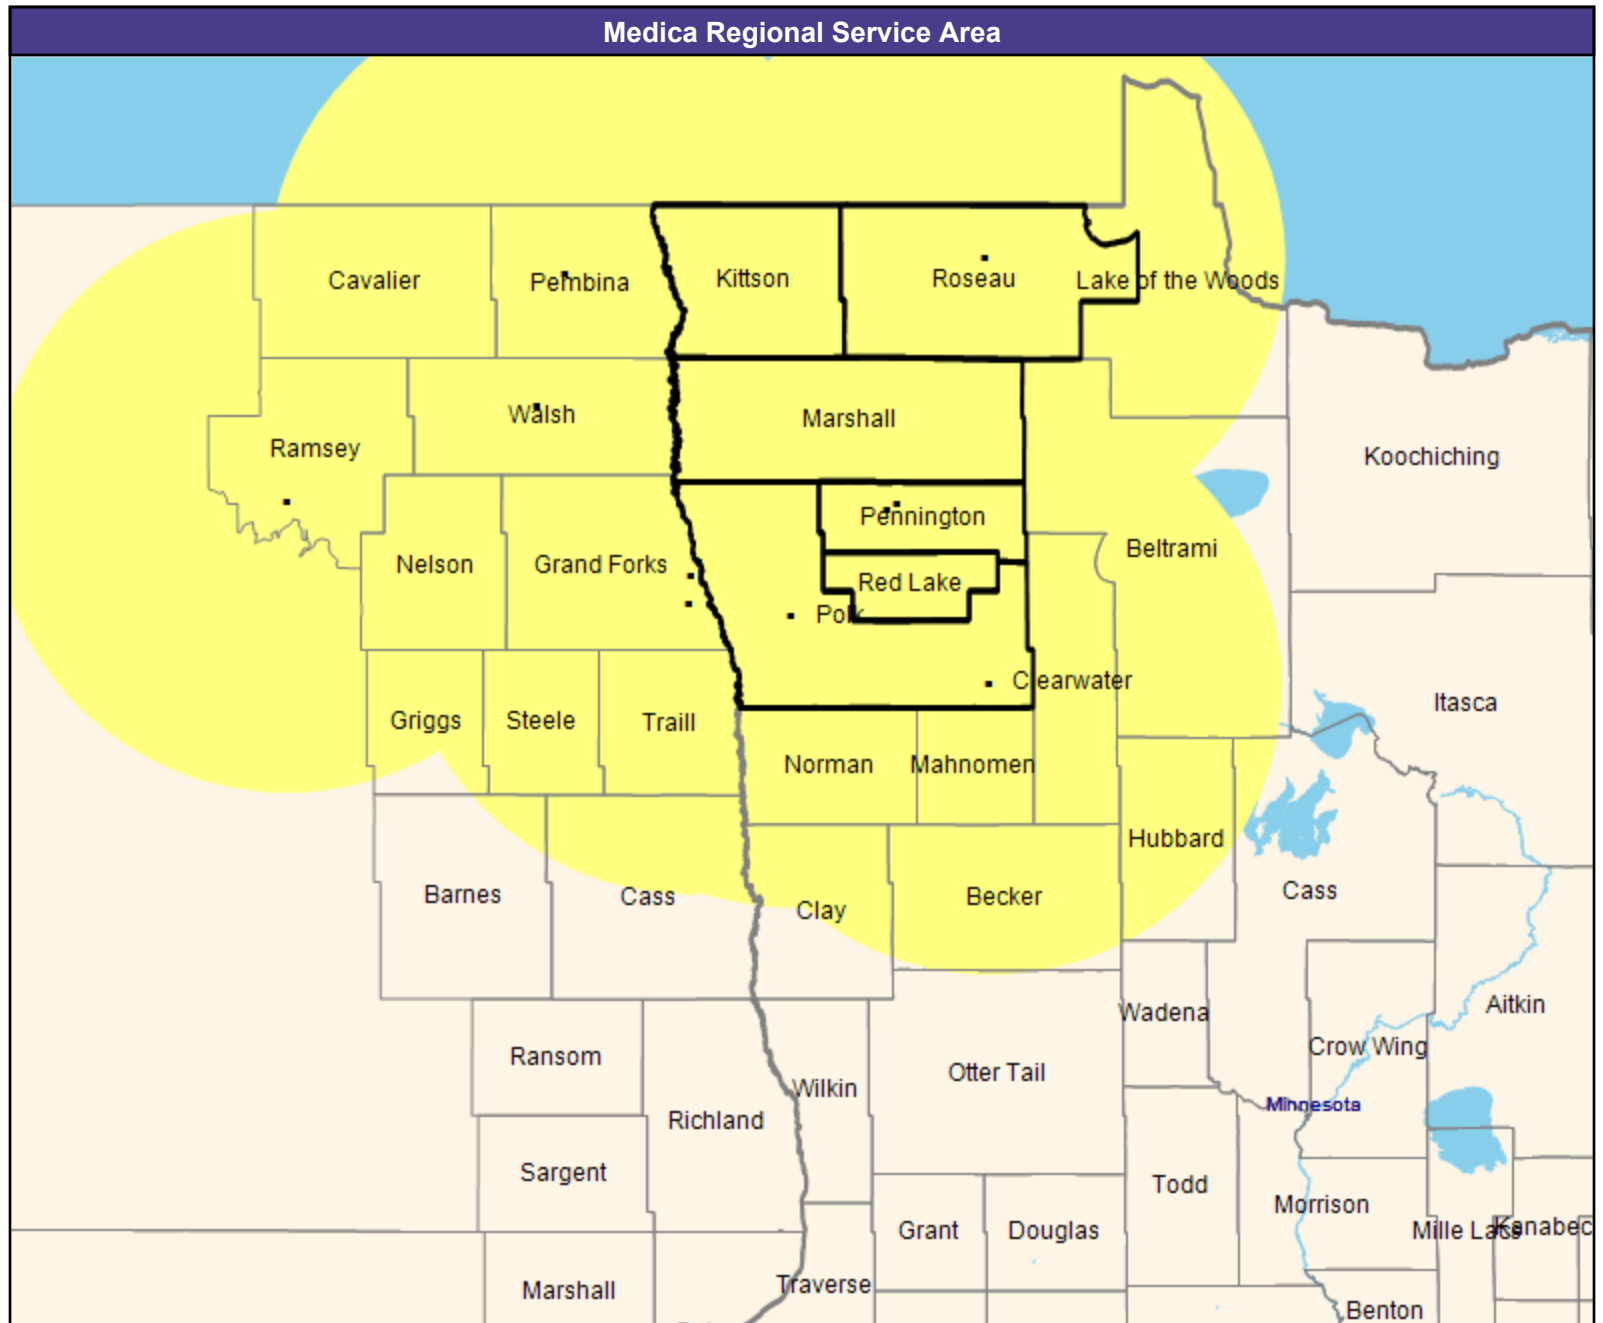 Medica Regional Service Area
Cavalier
Pembina
Kittson
Roseau
Lake of the Woods
Walsh
Marshall
Ramsey
Koochiching
Pennington
Beltrami
Nelson
Grand Forks
Red Lake
Polk
Clearwater
Itasca
Griggs
Steele
Traill
Norman
Mahnomen
Hubbard
Barnes
Cass
Clay
Becker
Cass
Wadena
Aitkin
Ransom
Crow Wing
Otter Tail
Wilkin
Minnesota
Richland
Sargent
Todd
Morrison
Grant
Douglas
Mille Lacs
Kanabec
Marshall
Traverse
Benton